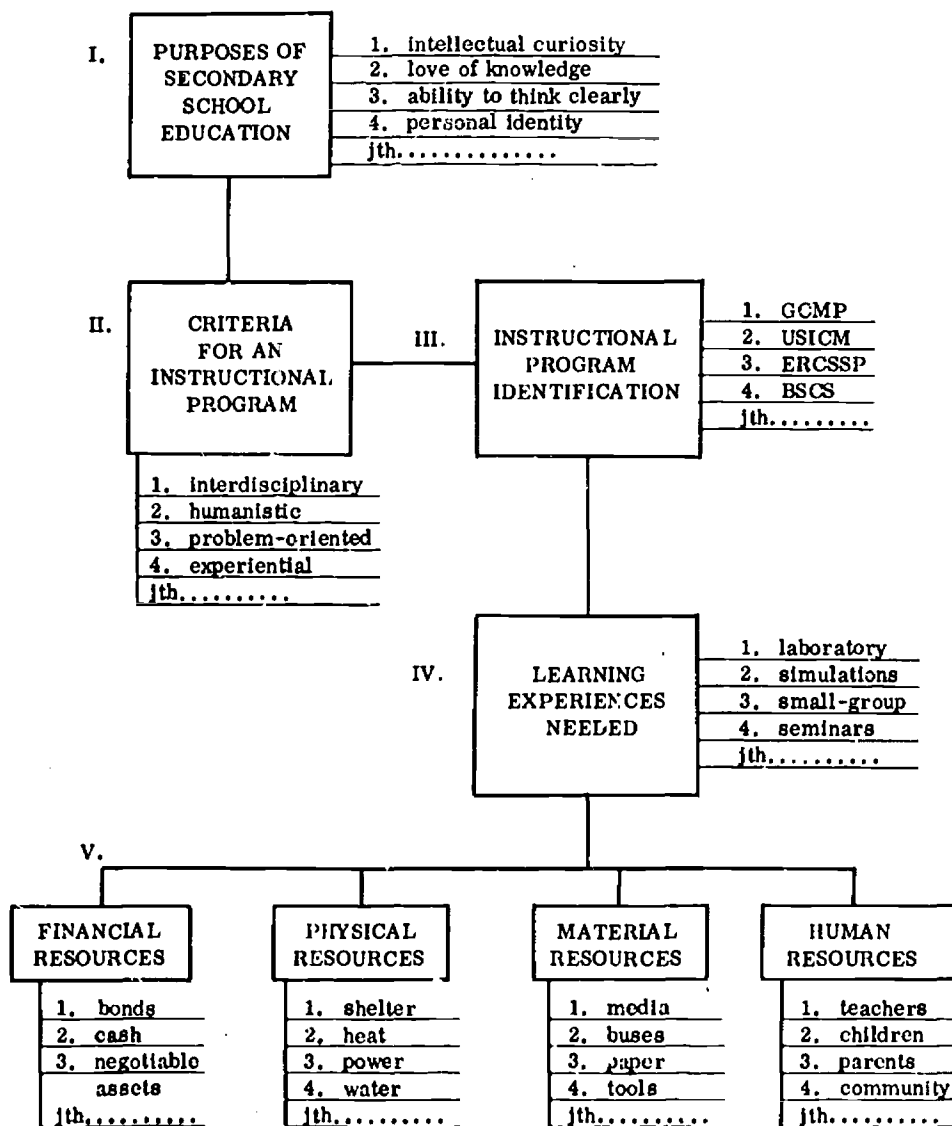 I.
PURPOSES OF
SECONDARY
SCHOOL
EDUCATION
1. intellectual curiosity
2. love of knowledge
3. ability to think clearly
4. personal identity
jth..............
II.
CRITERIA
FOR AN
INSTRUCTIONAL
PROGRAM
1. interdisciplinary
2. humanistic
3. problem-oriented
4. experiential
jth..........
III.
INSTRUCTIONAL
PROGRAM
IDENTIFICATION
1. GCMP
2. USICM
3. ERCSSP
4. BSCS
jth.........
IV.
LEARNING
EXPERIENCES
NEEDED
1. laboratory
2. simulations
3. small-group
4. seminars
jth..........
V.
FINANCIAL
RESOURCES
1. bonds
2. cash
3. negotiable
assets
jth..........
PHYSICAL
RESOURCES
1. shelter
2. heat
3. power
4. water
jth..........
MATERIAL
RESOURCES
1. media
2. buses
3. paper
4. tools
jth..........
HUMAN
RESOURCES
1. teachers
2. children
3. parents
4. community
jth..........